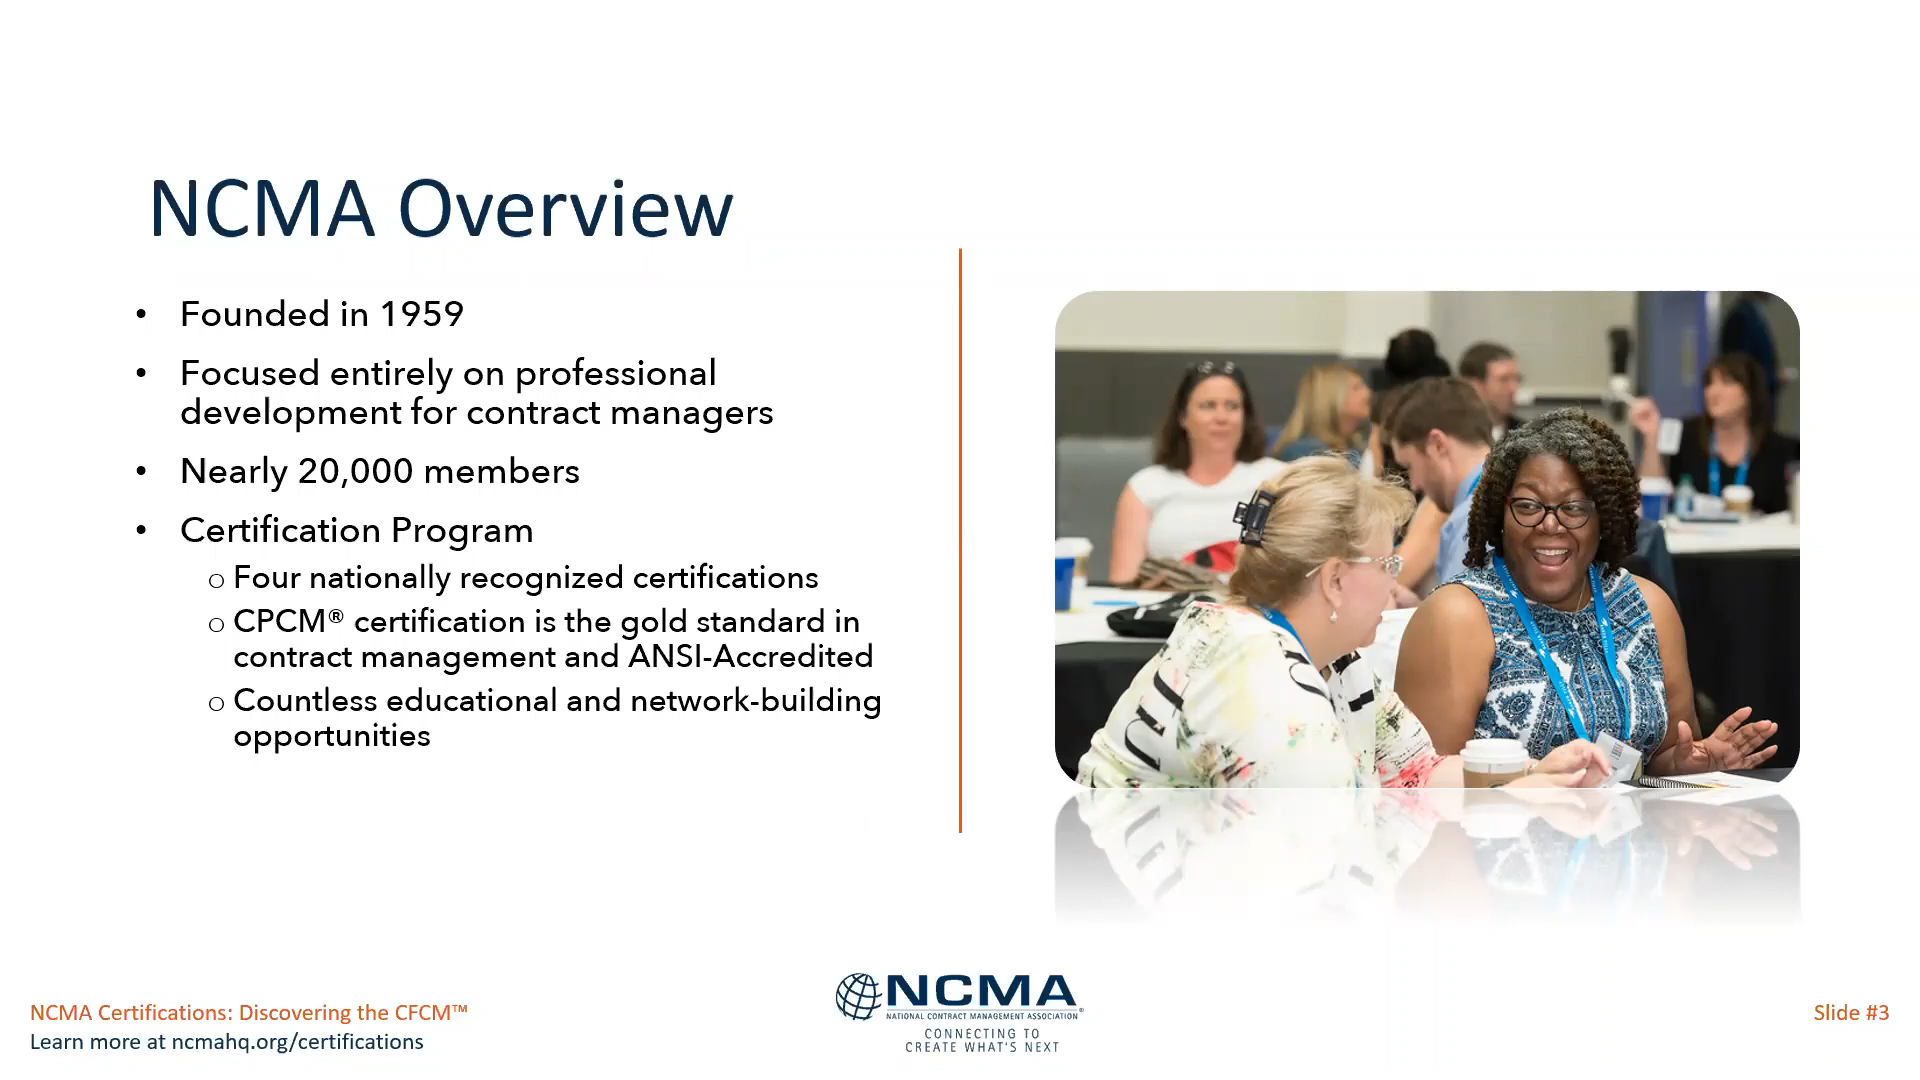 NCMA Overview
• Founded in 1959
• Focused entirely on professional
development for contract managers
• Nearly 20,000 members
• Certification Program
o Four nationally recognized certifications
o CPCM® certification is the gold standard in
contract management and ANSI-Accredited
o Countless educational and network-building
opportunities
NCMA Certifications: Discovering the CFCM™
Learn more at ncmahq.org/certifications
NCMA
NATIONAL CONTRACT MANAGEMENT ASSOCIATION®
CONNECTING TO
CREATE WHAT'S NEXT
Slide #3